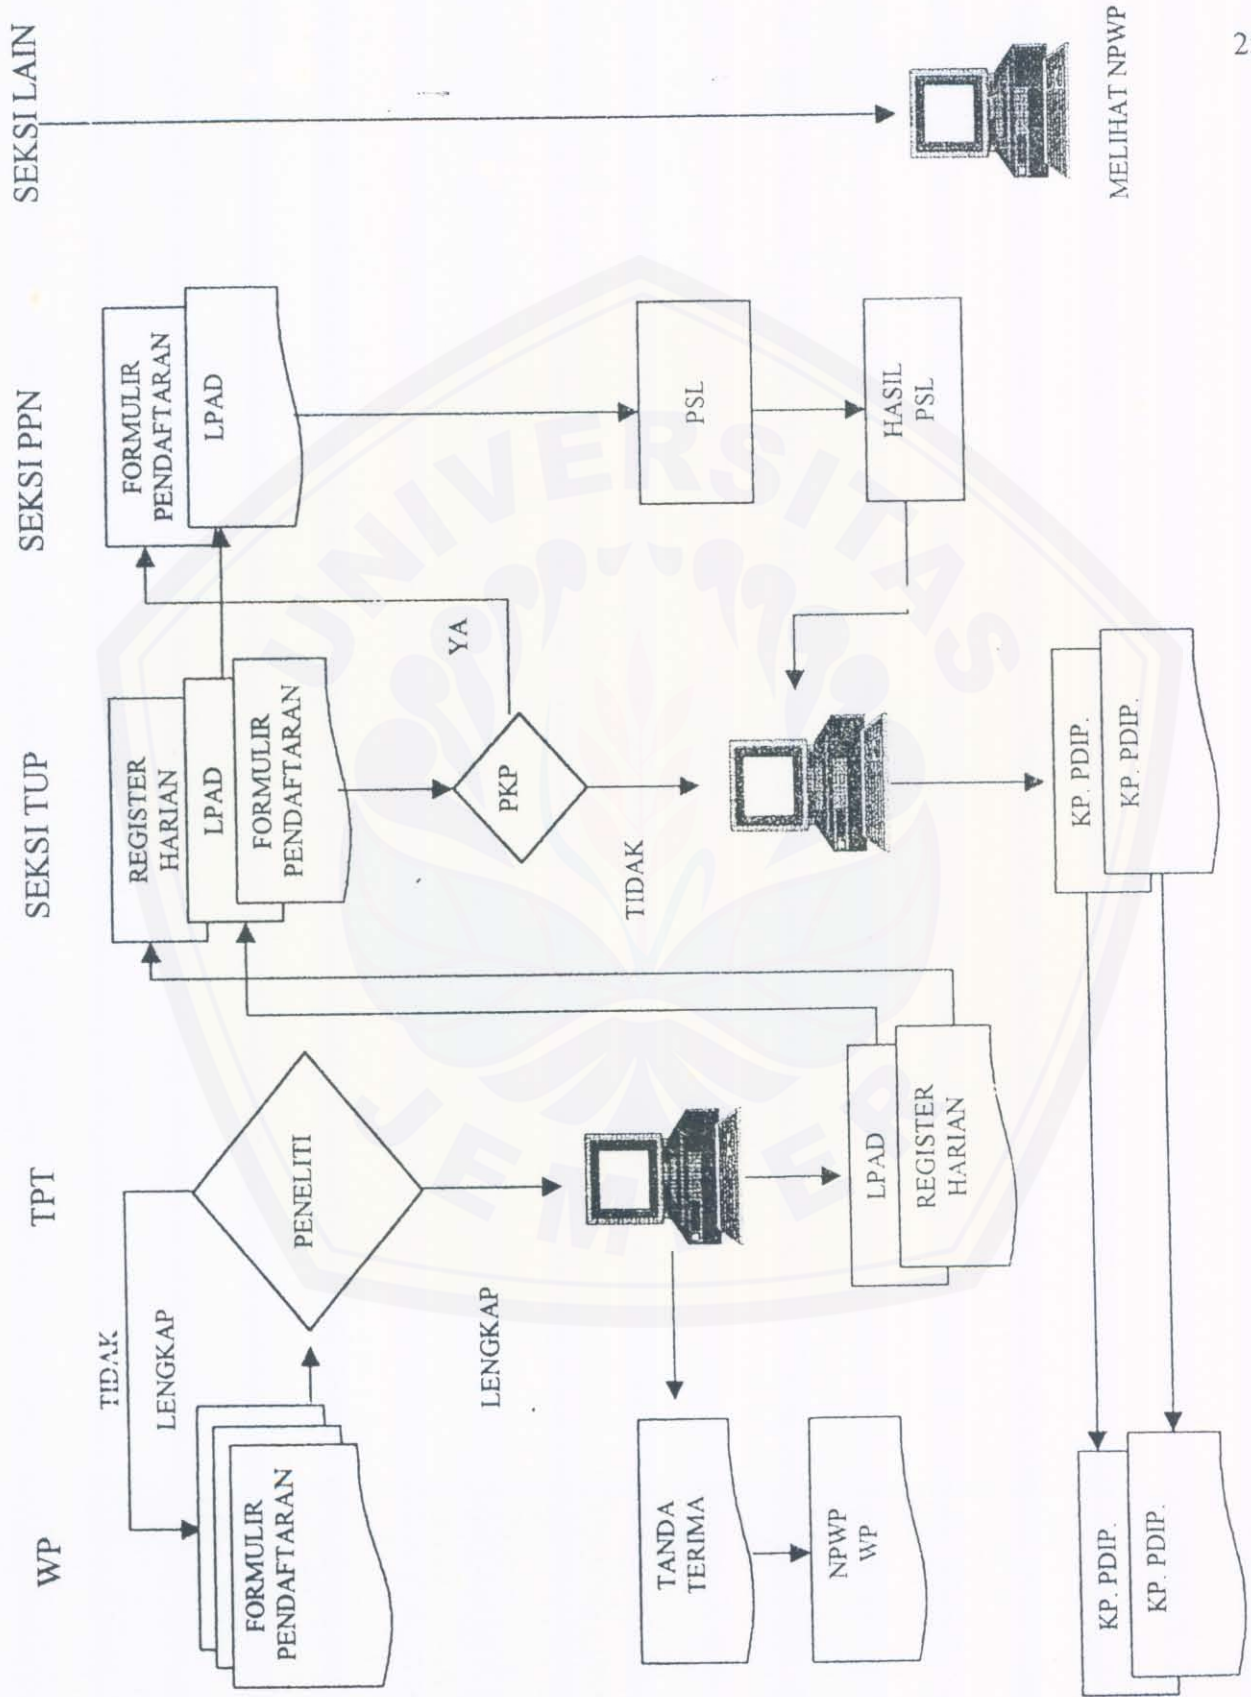 WP
TPT
SEKSI TUP
SEKSI PPN
SEKSI LAIN
TIDAK
LENGKAP
FORMULIR
PENDAFTARAN
PENELITI
LENGKAP
TANDA
TERIMA
NPWP
WP
LPAD
REGISTER
HARIAN
REGISTER
HARIAN
LPAD
FORMULIR
PENDAFTARAN
PKP
YA
TIDAK
FORMULIR
PENDAFTARAN
LPAD
PSL
HASIL
PSL
KP. PDIP.
KP. PDIP.
KP. PDIP.
KP. PDIP.
MELIHAT NPWP
2
UNIVERSITAS
JEMBER